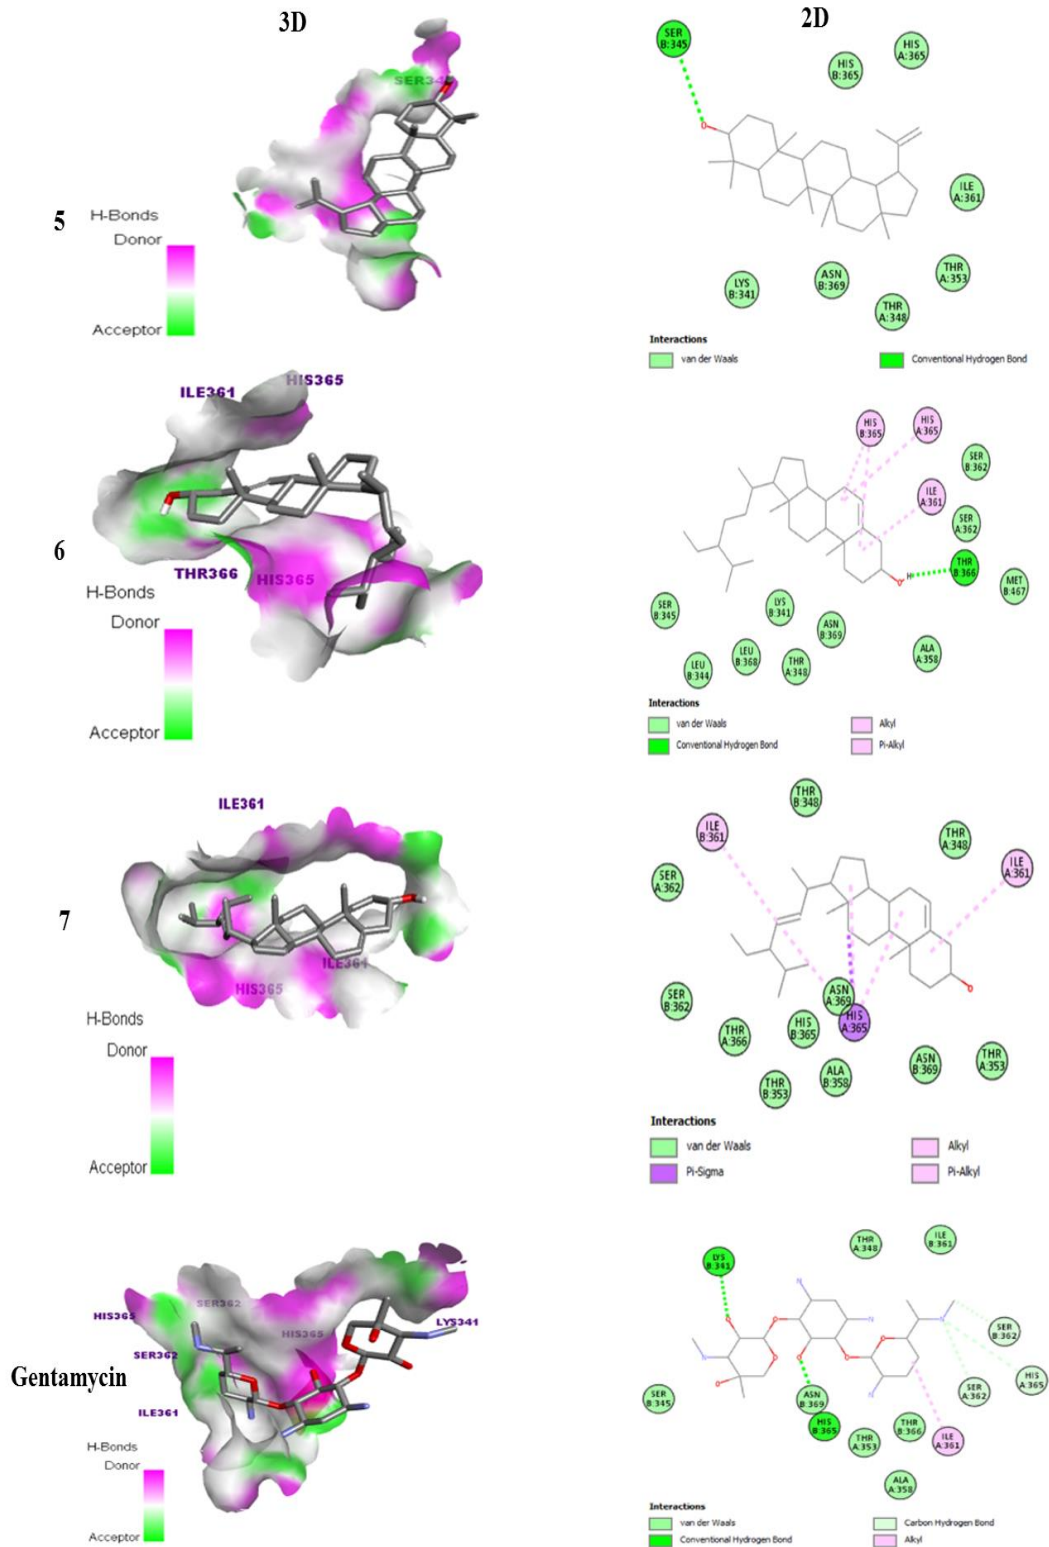 3D
2D
5
SER34
H-Bonds
Donor
Acceptor
SER B:345
HIS B:365
HIS A:365
ILE A:361
THR A:353
THR A:348
ASN B:369
LYS B:341
O
Interactions
van der Waals
Conventional Hydrogen Bond
6
ILE361
HIS365
THR366
HIS365
H-Bonds
Donor
Acceptor
HIS B:365
HIS A:365
SER B:362
ILE A:361
SER A:362
THR B:366
MET B:467
O
H
SER B:345
LYS B:341
ASN B:369
LEU B:344
LEU B:368
THR A:348
ALA A:358
Interactions
van der Waals
Conventional Hydrogen Bond
Alkyl
Pi-Alkyl
7
ILE361
ILE361
HIS365
H-Bonds
Donor
Acceptor
THR B:348
ILE B:361
THR A:348
ILE A:361
SER A:362
O
SER B:362
ASN A:369
HIS A:365
HIS B:365
THR A:366
THR B:353
ALA B:358
ASN B:369
THR A:353
Interactions
van der Waals
Pi-Sigma
Alkyl
Pi-Alkyl
Gentamycin
HIS365
SER362
SER362
HIS365
LYS341
ILE361
H-Bonds
Donor
Acceptor
LYS B:341
THR A:348
ILE B:361
SER B:362
HIS A:365
SER A:362
SER B:345
ASN B:369
HIS B:365
THR A:353
THR B:366
ILE A:361
ALA A:358
Interactions
van der Waals
Conventional Hydrogen Bond
Carbon Hydrogen Bond
Alkyl